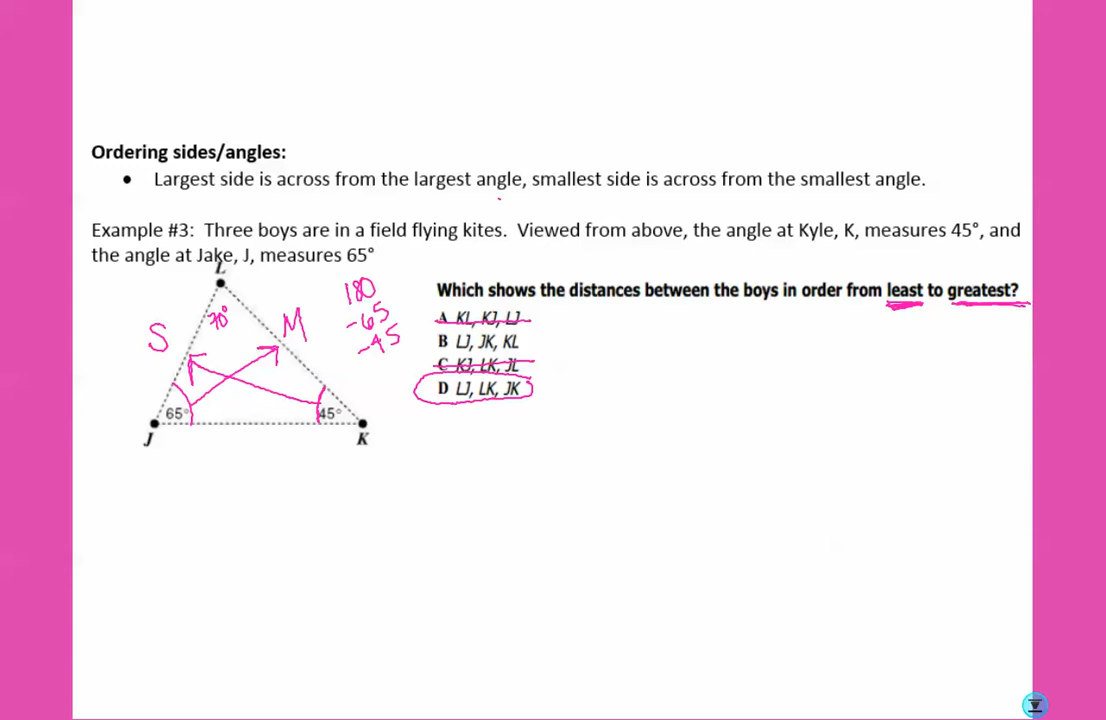 Ordering sides/angles:
• Largest side is across from the largest angle, smallest side is across from the smallest angle.
Example #3: Three boys are in a field flying kites. Viewed from above, the angle at Kyle, K, measures 45°, and
the angle at Jake, J, measures 65°
L
70°
S
M
65°
45°
J
K
180
-65
-45
Which shows the distances between the boys in order from least to greatest?
A KL, KJ, LJ
B LJ, JK, KL
C KJ, LK, JL
D LJ, LK, JK